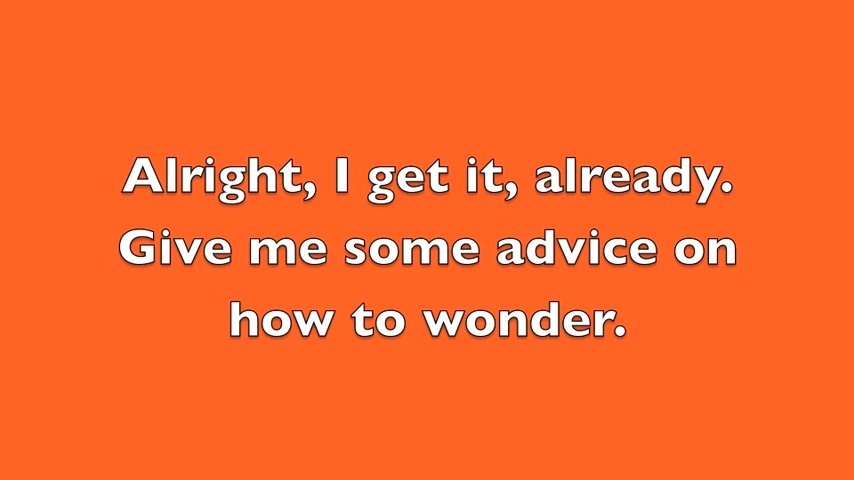 Alright, I get it, already.
Give me some advice on
how to wonder.